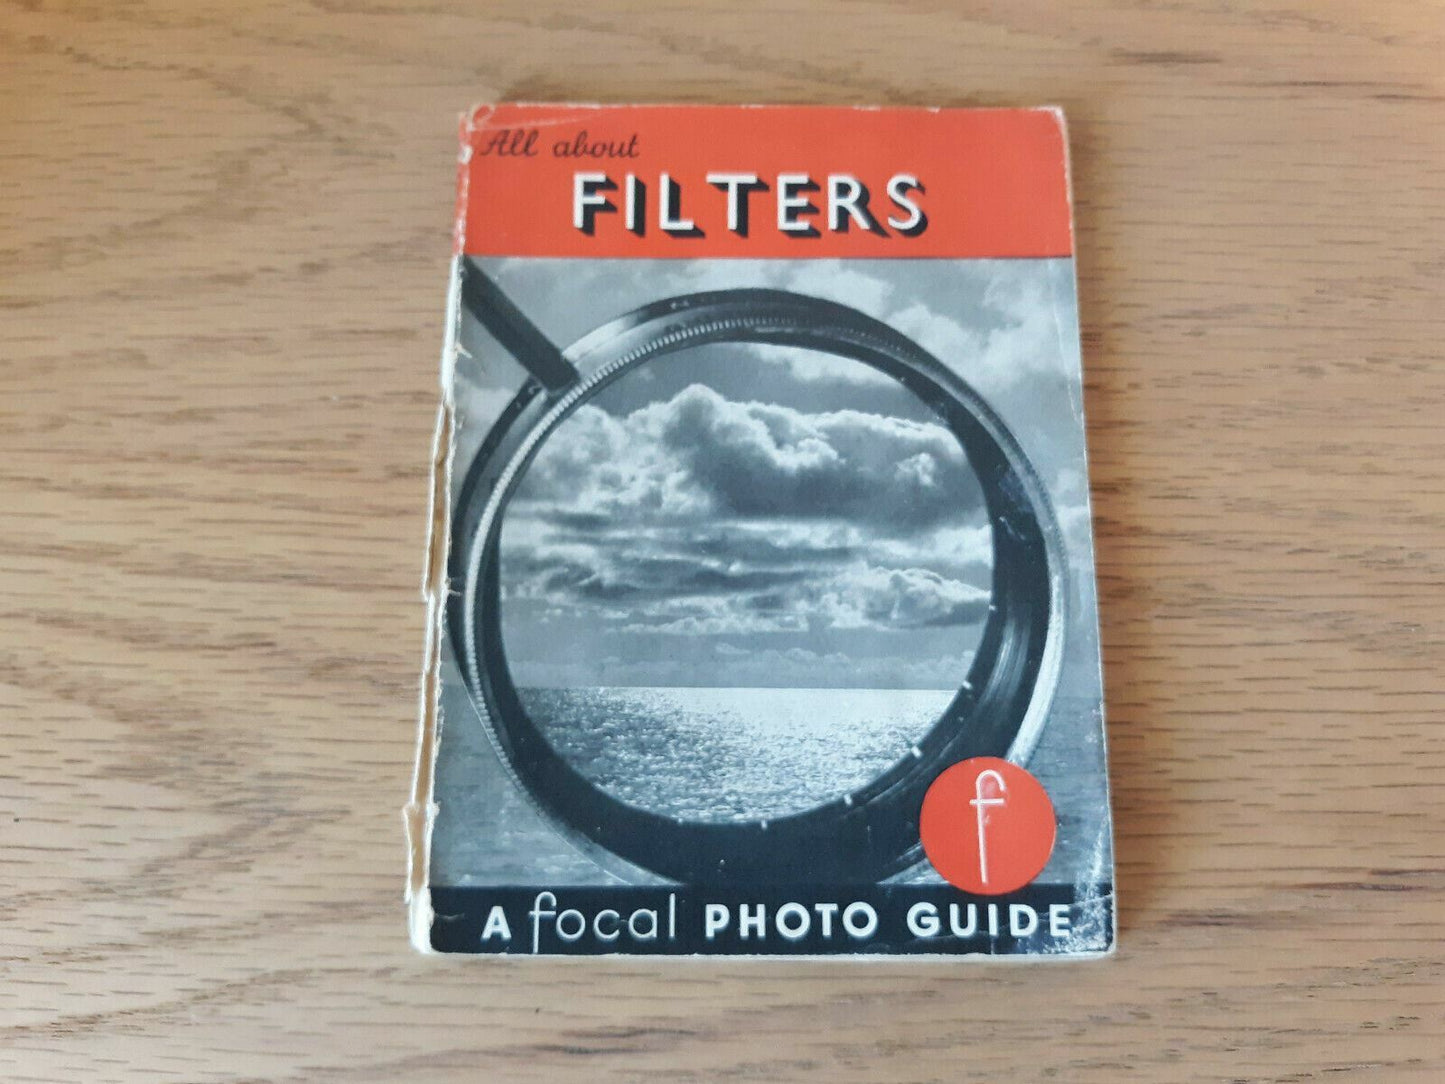 All about
FILTERS
f
A focal PHOTO GUIDE